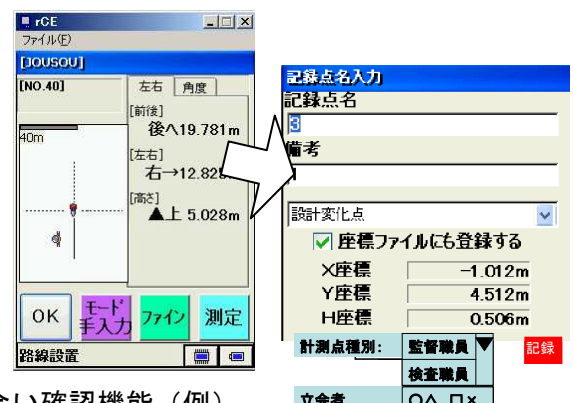 rCE
ファイル(F)
[JOUSOU]
[NO.40]
左右 角度
[前後]
後へ19.781m
40m
[左右]
右→12.82
[高さ]
▲上 5.028m
OK
モード
手入力
ファイン
測定
路線設置
記録点名入力
記録点名
3
備考
設計変化点
座標ファイルにも登録する
X座標 -1.012m
Y座標 4.512m
H座標 0.506m
計測点種別: 監督職員 ▼
検査職員
記録
立会者 〇△ 口×
い確認機能(例)